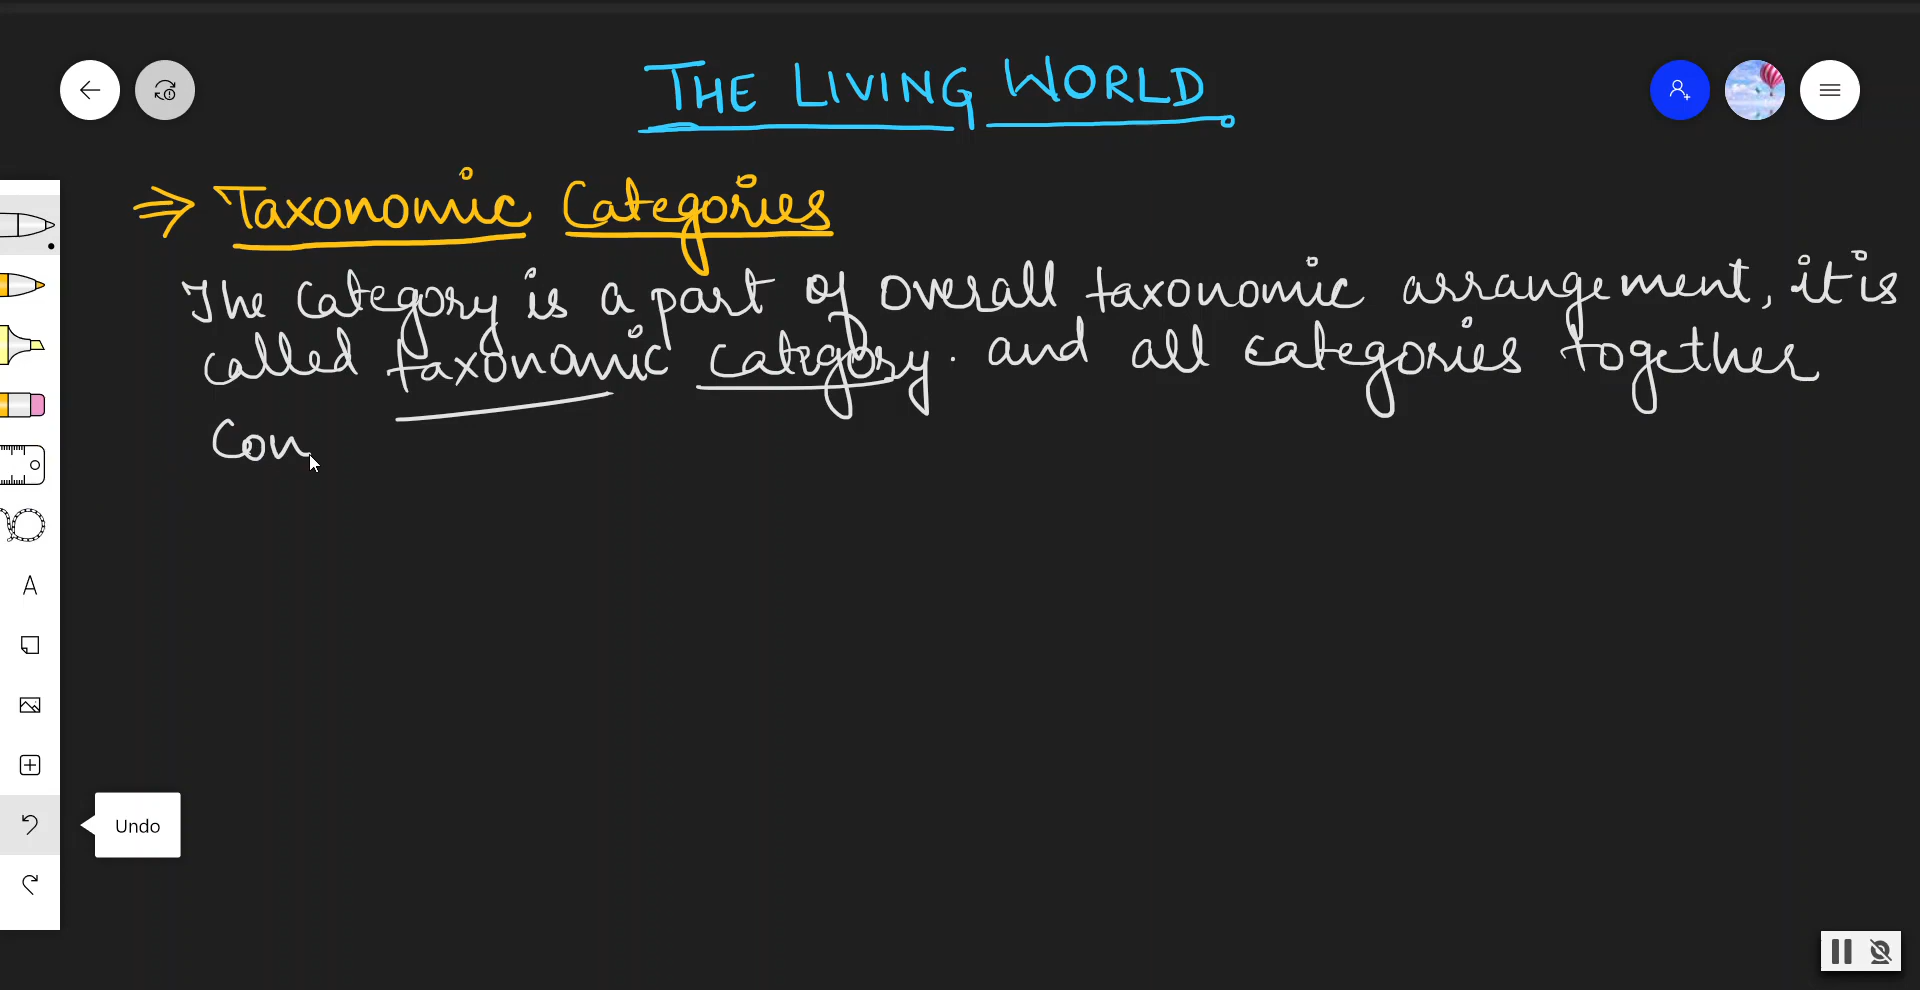 THE LIVING WORLD
⇒ Taxonomic Categories
The category is a part of overall taxonomic arrangement, it is
called taxonomic category. and all categories together
Con
A
Undo